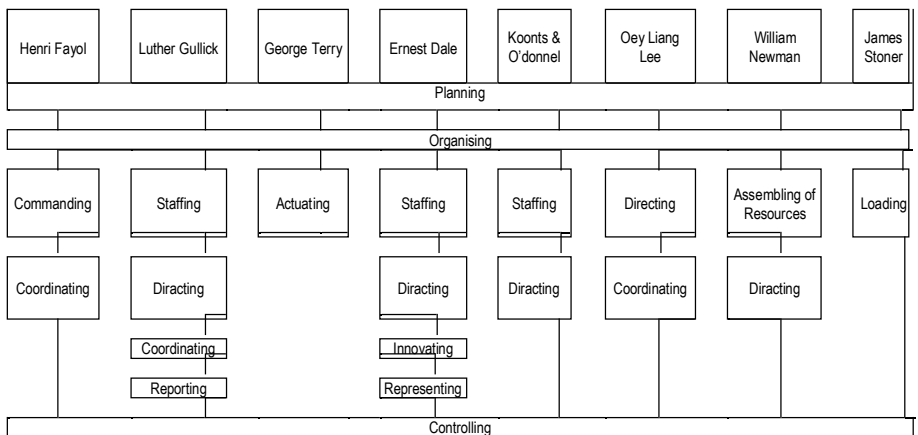 Henri Fayol
Luther Gullick
George Terry
Ernest Dale
Koonts &
O'donnel
Oey Liang
Lee
William
Newman
James
Stoner
Planning
Organising
Commanding
Staffing
Actuating
Staffing
Staffing
Directing
Assembling of
Resources
Loading
Coordinating
Diracting
Diracting
Diracting
Coordinating
Diracting
Coordinating
Innovating
Reporting
Representing
Controlling